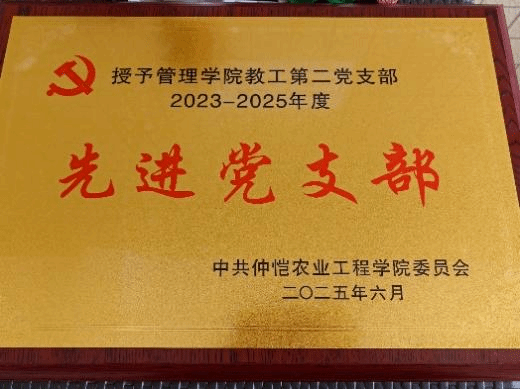 授予管理学院教工第二党支部
2023-2025年度
先进党支部
中共仲恺农业工程学院委员会
二〇二五年六月